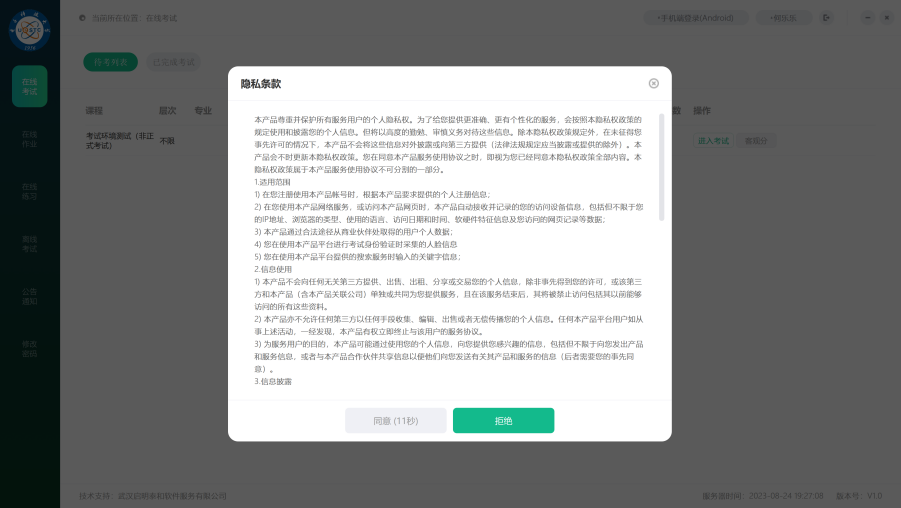 当前所在位置：在线考试
·手机端登录(Android)
待考列表
已完成考试
在线
考试
在线
作业
在线
练习
离线
考试
公告
通知
修改
密码
课程
层次
专业
操作
考试环境测试（非正
式考试）
不限
进入考试
隐私条款
本产品尊重并保护所有服务用户的个人隐私权。为了给您提供更准确、更有个性化的服务，会按照本隐私权政策的
规定使用和披露您的个人信息。但将以高度的勤勉、审慎义务对待这些信息。除本隐私权政策规定外，在未征得您
事先许可的情况下，本产品不会将这些信息对外披露或向第三方提供（法律法规规定应当披露或提供的除外）。本
产品会不时更新本隐私权政策。您在同意本产品服务使用协议之时，即视为您已经同意本隐私权政策全部内容。本
隐私权政策属于本产品服务使用协议不可分割的一部分。
1.适用范围
1) 在您注册使用本产品帐号时，根据本产品要求提供的个人注册信息；
2) 在您使用本产品网络服务，或访问本产品网页时，本产品自动接收并记录的您的访问设备信息，包括但不限于您
的IP地址、浏览器的类型、使用的语言、访问日期和时间、软硬件特征信息及您访问的网页记录等数据；
3) 本产品通过合法途径从商业伙伴处取得的用户个人数据；
4) 您在使用本产品平台进行考试身份验证时采集的人脸信息
5) 您在使用本产品平台提供的搜索服务时输入的关键字信息；
2.信息使用
1) 本产品不会向任何无关第三方提供、出售、出租、分享或交易您的个人信息，除非事先得到您的许可，或该第三
方和本产品（含本产品关联公司）单独或共同为您提供服务，且在该服务结束后，其将被禁止访问包括其以前能够
访问的所有这些资料。
2) 本产品亦不允许任何第三方以任何手段收集、编辑、出售或者无偿传播您的个人信息。任何本产品平台用户如从
事上述活动，一经发现，本产品有权立即终止与该用户的服务协议。
3) 为服务用户的目的，本产品可能通过使用您的个人信息，向您提供您感兴趣的信息，包括但不限于向您发出产品
和服务信息，或者与本产品合作伙伴共享信息以便他们向您发送有关其产品和服务的信息（后者需要您的事先同
意）。
3.信息披露
同意 (11秒)
拒绝
技术支持：武汉启明泰和软件服务有限公司
服务器时间：2023-08-24 19:27:08
版本号：V1.0